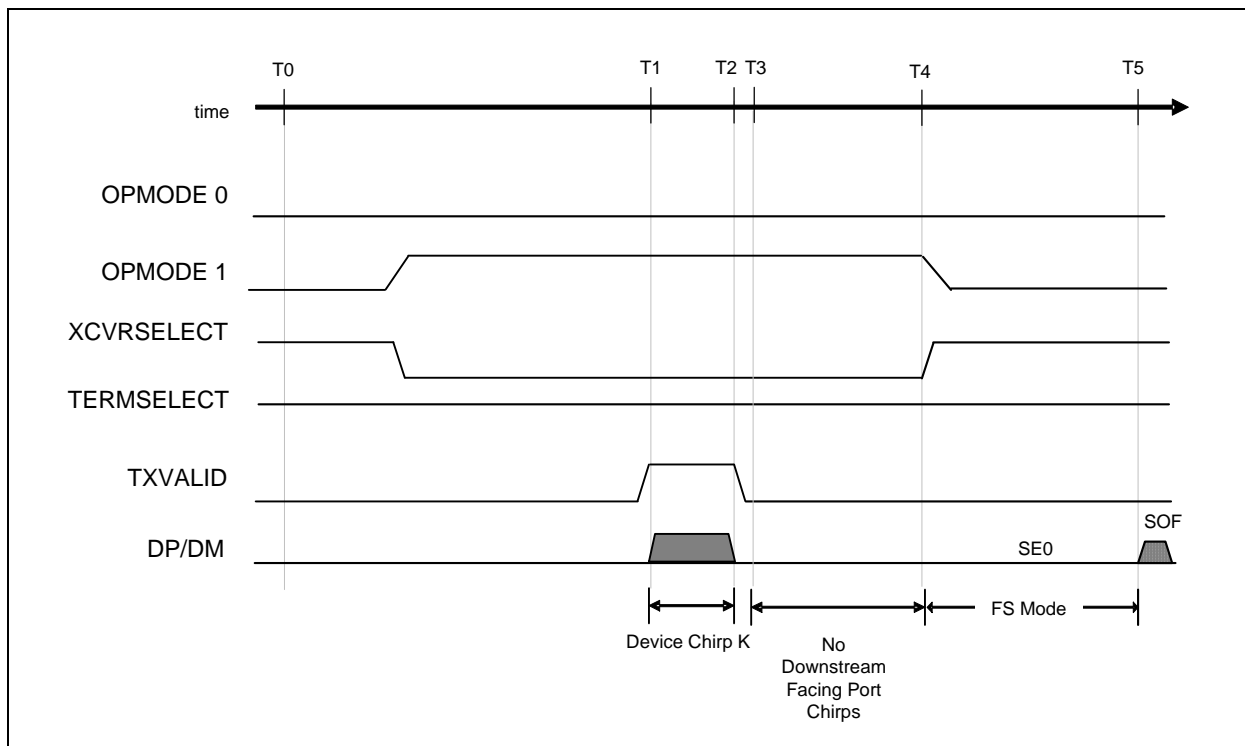 T0
T1
T2
T3
T4
T5
time
OPMODE 0
OPMODE 1
XCVRSELECT
TERMSELECT
TXVALID
SOF
DP/DM
SE0
FS Mode
Device Chirp K
No
Downstream
Facing Port
Chirps